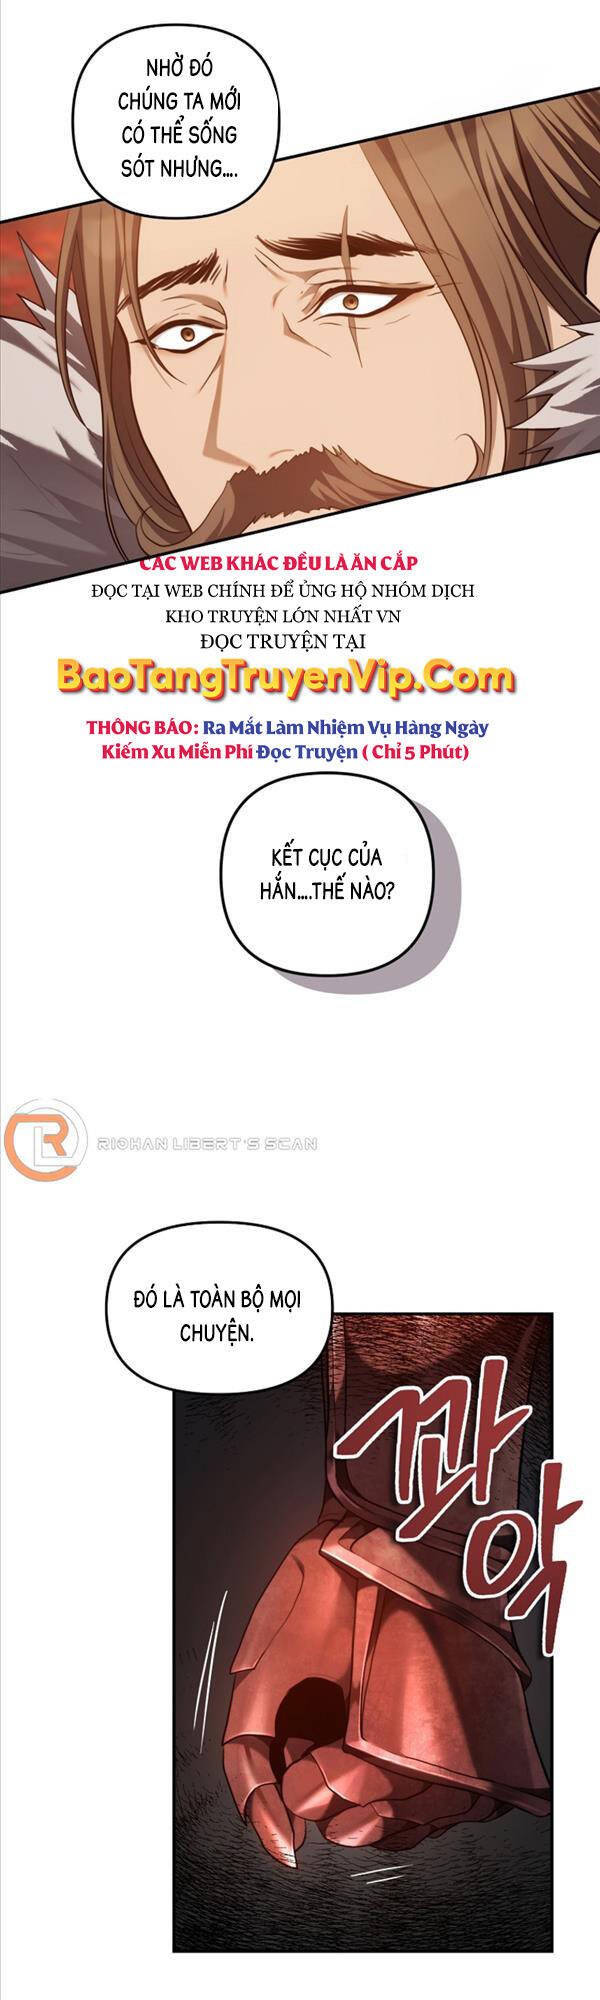 NHỜ ĐÓ
CHÚNG TA MỚI
CÓ THỂ SỐNG
SÓT NHƯNG....
CÁC WEB KHÁC ĐỀU LÀ ĂN CẮP
ĐỌC TẠI WEB CHÍNH ĐỂ ỦNG HỘ NHÓM DỊCH
KHO TRUYỆN LỚN NHẤT VN
ĐỌC TRUYỆN TẠI
BaoTangTruyenVip.Com
THÔNG BÁO: Ra Mắt Làm Nhiệm Vụ Hàng Ngày
Kiếm Xu Miễn Phí Đọc Truyện ( Chỉ 5 Phút)
KẾT CỤC CỦA
HẮN....THẾ NÀO?
RIOHAN LIBERT'S SCAN
ĐÓ LÀ TOÀN BỘ MỌI
CHUYỆN.
콰악